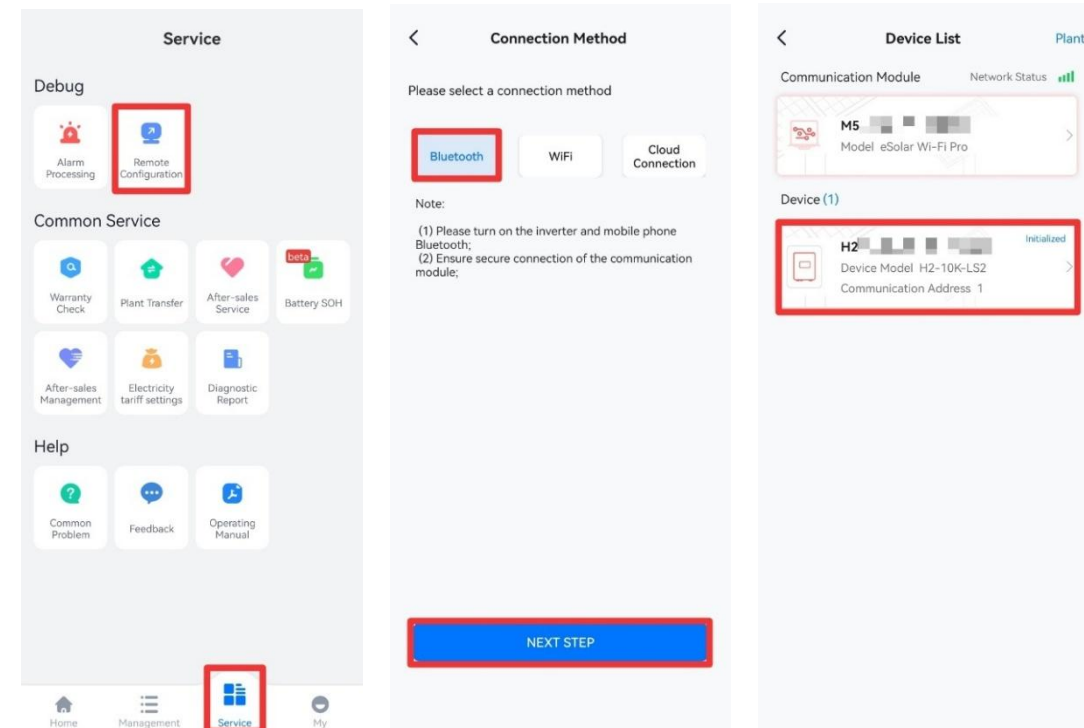 Service
Debug
Alarm
Processing
Remote
Configuration
Common Service
Warranty
Check
Plant Transfer
After-sales
Service
beta
Battery SOH
After-sales
Management
Electricity
tariff settings
Diagnostic
Report
Help
Common
Problem
Feedback
Operating
Manual
Home
Management
Service
My
Connection Method
Please select a connection method
Bluetooth
WiFi
Cloud
Connection
Note:
(1) Please turn on the inverter and mobile phone
Bluetooth;
(2) Ensure secure connection of the communication
module;
NEXT STEP
Device List
Plant
Communication Module
Network Status
M5
Model eSolar Wi-Fi Pro
Device (1)
H2
Initialized
Device Model H2-10K-LS2
Communication Address 1